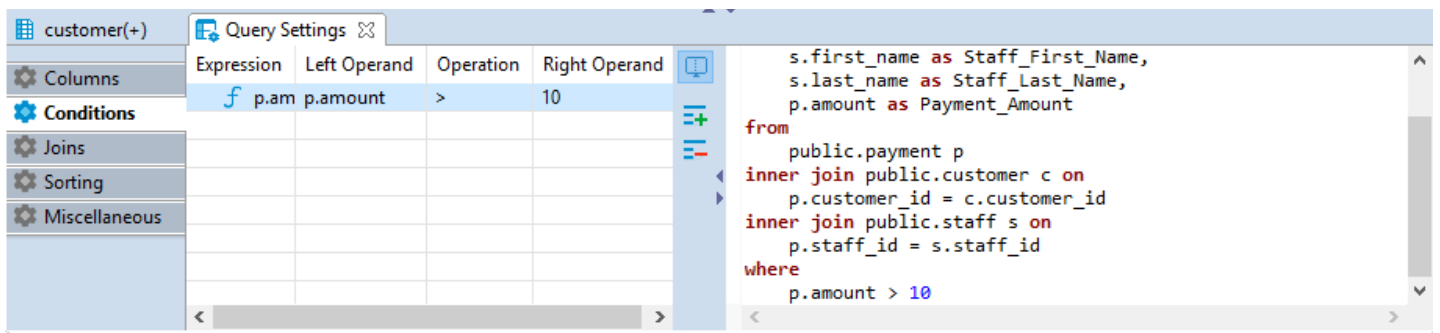 customer(+)
Query Settings
Columns
Conditions
Joins
Sorting
Miscellaneous
Expression Left Operand Operation Right Operand
p.am p.amount > 10
s.first_name as Staff_First_Name,
s.last_name as Staff_Last_Name,
p.amount as Payment_Amount
from
public.payment p
inner join public.customer c on
p.customer_id = c.customer_id
inner join public.staff s on
p.staff_id = s.staff_id
where
p.amount > 10